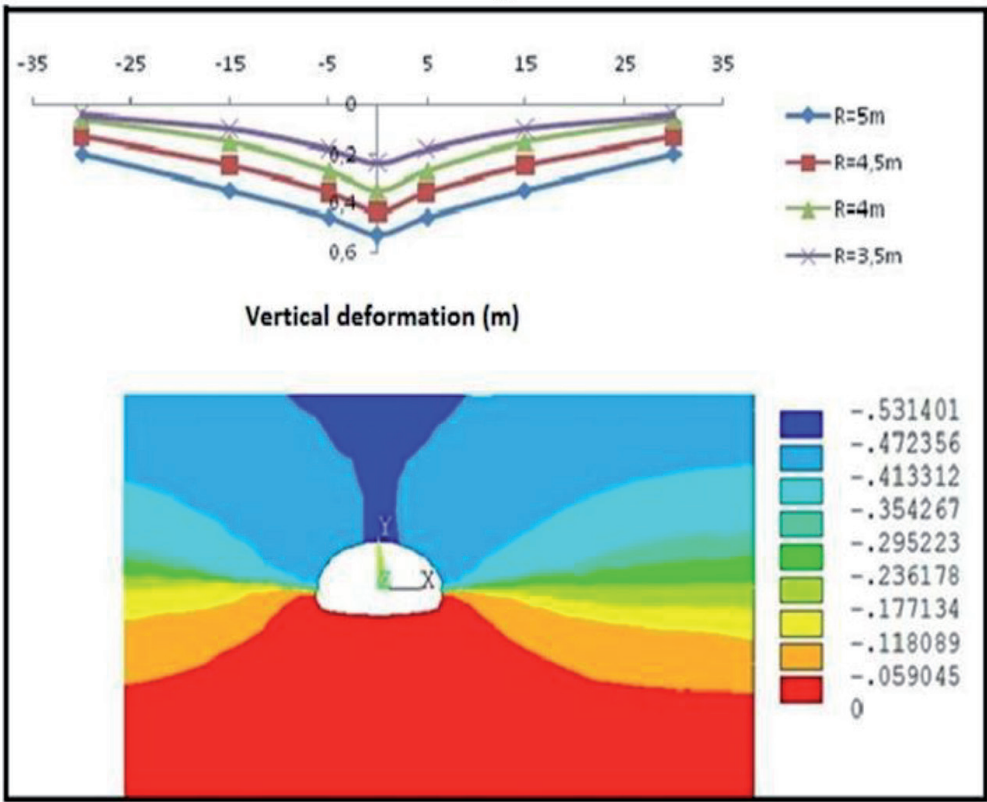 -35 -25 -15 -5 5 15 25 35
0
0,2
0,4
0,6
R=5m
R=4,5m
R=4m
R=3,5m
Vertical deformation (m)
Y
Z X
-.531401
-.472356
-.413312
-.354267
-.295223
-.236178
-.177134
-.118089
-.059045
0